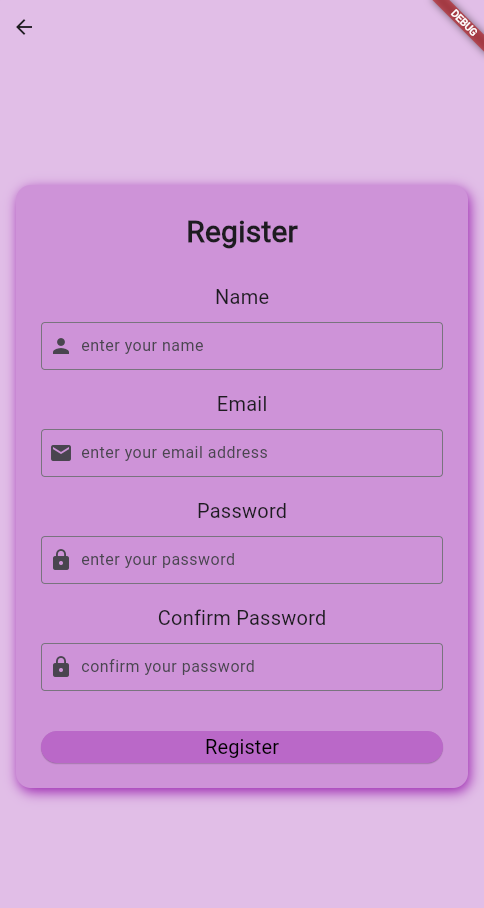 DEBUG
Register
Name
enter your name
Email
enter your email address
Password
enter your password
Confirm Password
confirm your password
Register